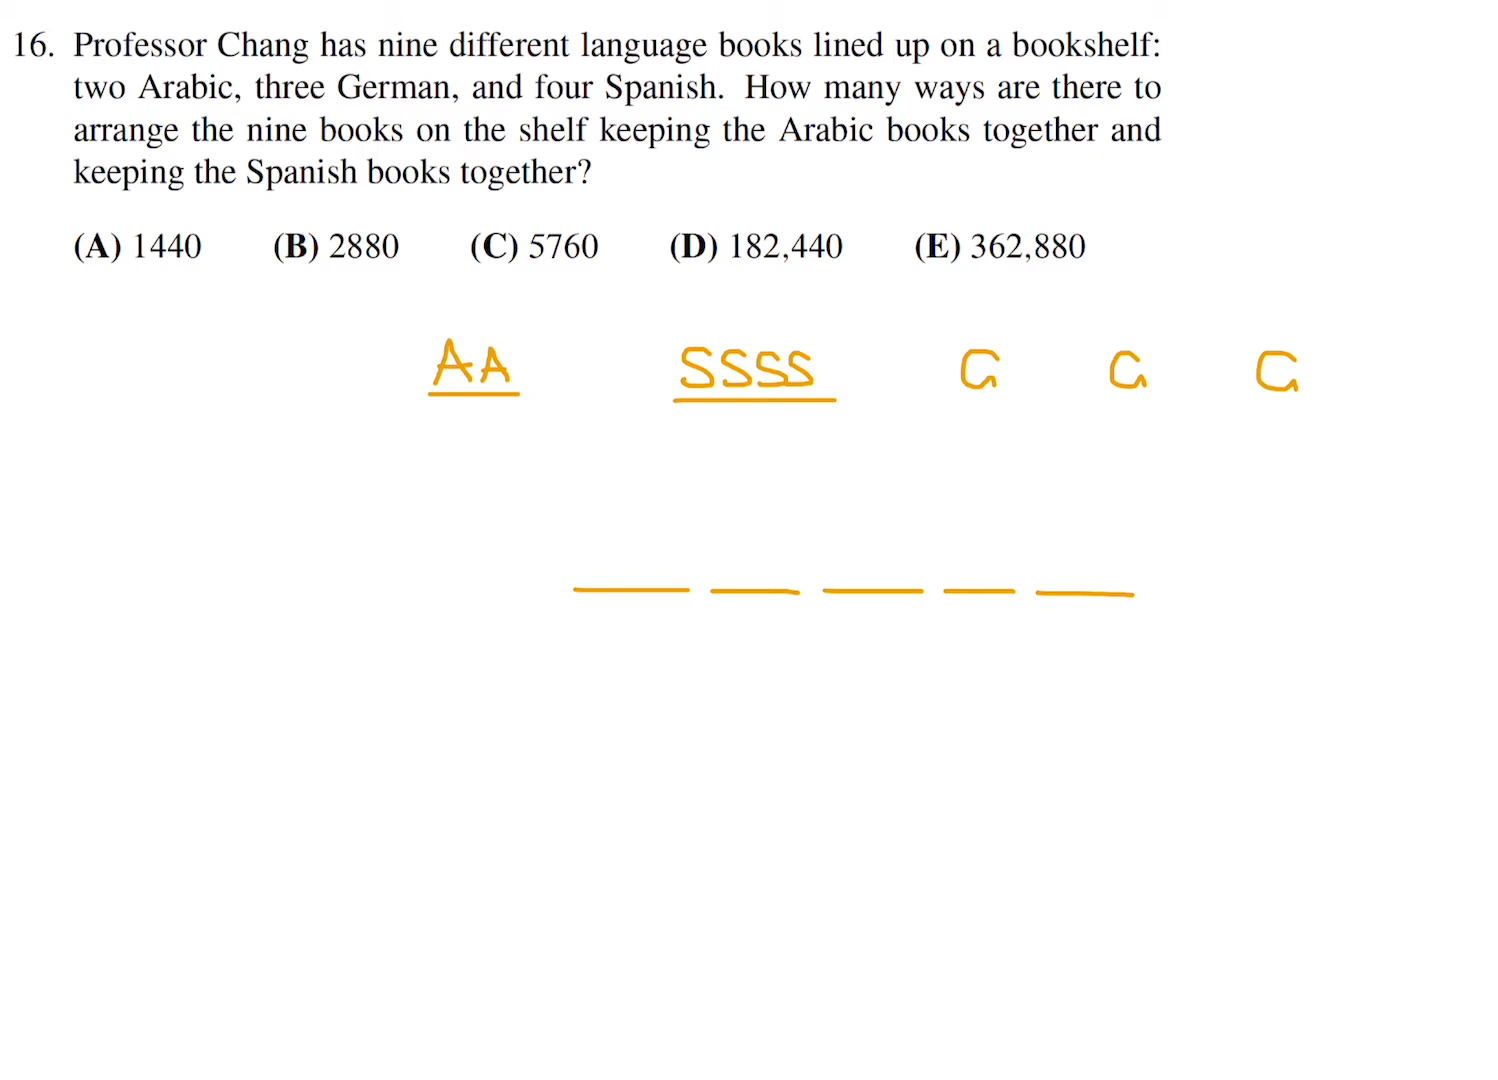 16. Professor Chang has nine different language books lined up on a bookshelf:
two Arabic, three German, and four Spanish. How many ways are there to
arrange the nine books on the shelf keeping the Arabic books together and
keeping the Spanish books together?
(A) 1440 (B) 2880 (C) 5760 (D) 182,440 (E) 362,880
AA SSSS G G G